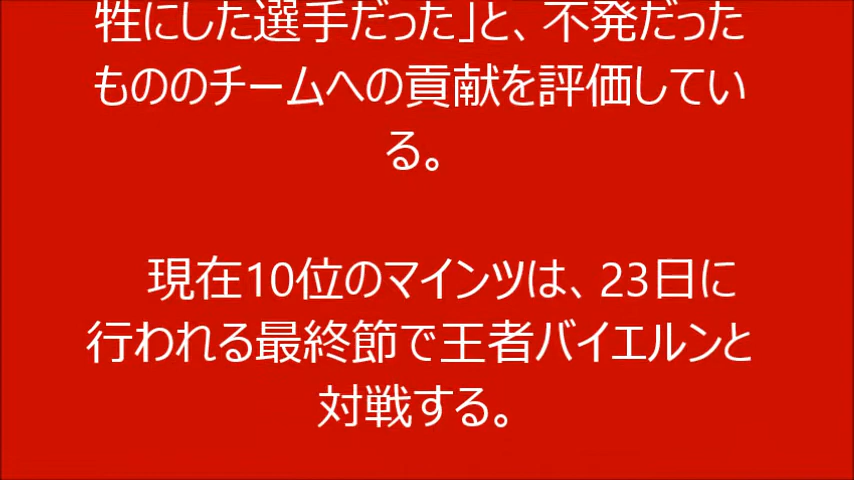 牲にした選手だった」と、不発だった
もののチームへの貢献を評価してい
る。
現在10位のマインツは、23日に
行われる最終節で王者バイエルンと
対戦する。